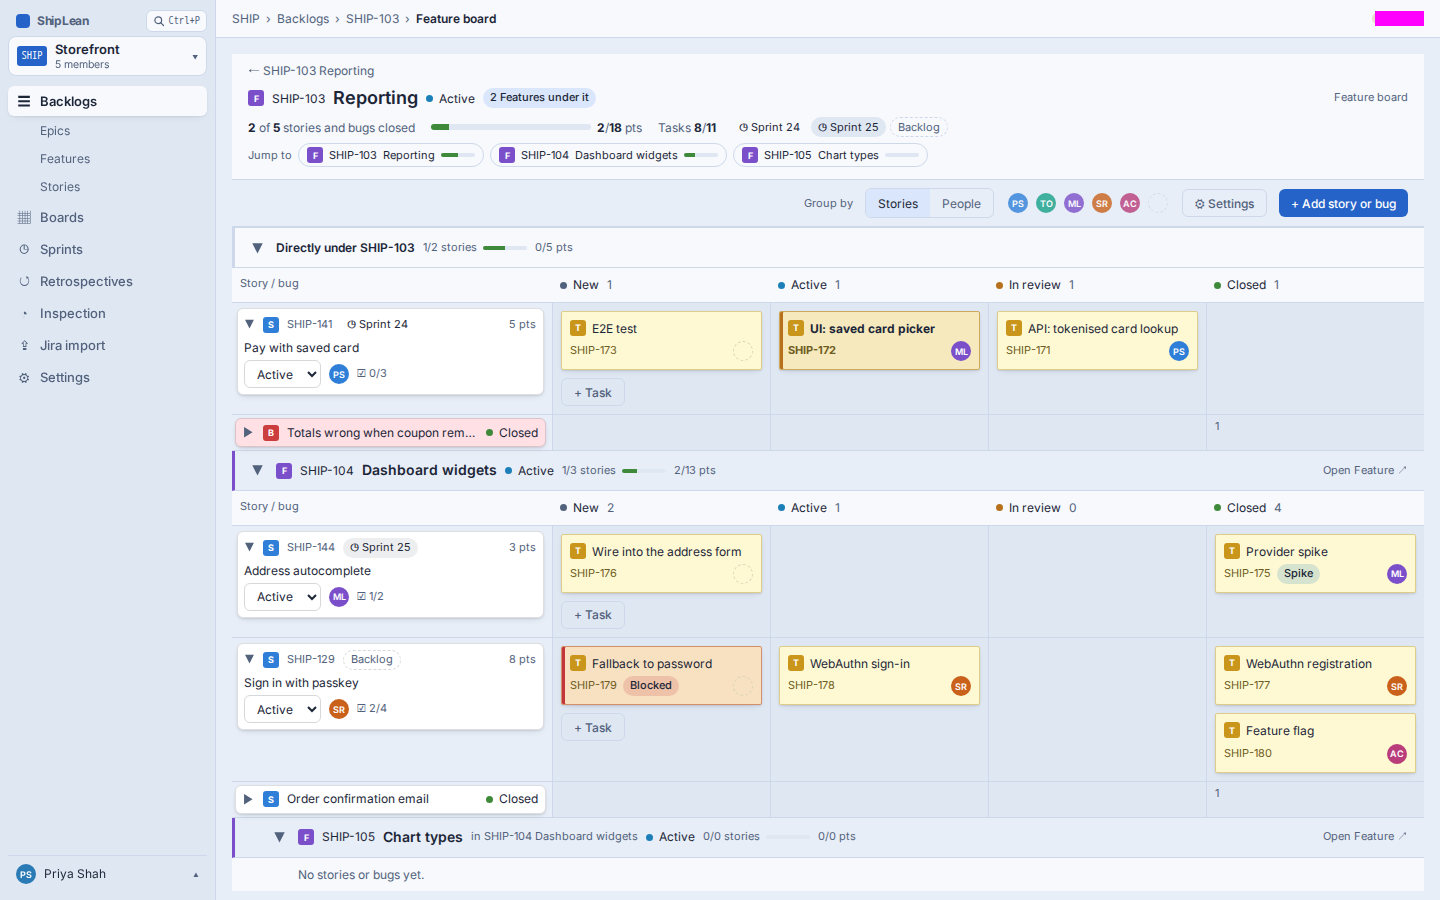 ShipLean
Ctrl+P
SHIP
Storefront
5 members
Backlogs
Epics
Features
Stories
Boards
Sprints
Retrospectives
Inspection
Jira import
Settings
PS Priya Shah
SHIP › Backlogs › SHIP-103 › Feature board
← SHIP-103 Reporting
F SHIP-103 Reporting Active 2 Features under it
Feature board
2 of 5 stories and bugs closed 2/18 pts Tasks 8/11 Sprint 24 Sprint 25 Backlog
Jump to F SHIP-103 Reporting F SHIP-104 Dashboard widgets F SHIP-105 Chart types
Group by Stories People PS TO ML SR AC Settings + Add story or bug
Directly under SHIP-103 1/2 stories 0/5 pts
Story / bug New 1 Active 1 In review 1 Closed 1
S SHIP-141 Sprint 24 5 pts
Pay with saved card
Active PS 0/3
T E2E test
SHIP-173
+ Task
T UI: saved card picker
SHIP-172 ML
T API: tokenised card lookup
SHIP-171 PS
B Totals wrong when coupon rem... Closed
1
F SHIP-104 Dashboard widgets Active 1/3 stories 2/13 pts Open Feature ↗
Story / bug New 2 Active 1 In review 0 Closed 4
S SHIP-144 Sprint 25 3 pts
Address autocomplete
Active ML 1/2
T Wire into the address form
SHIP-176
+ Task
T Provider spike
SHIP-175 Spike ML
S SHIP-129 Backlog 8 pts
Sign in with passkey
Active SR 2/4
T Fallback to password
SHIP-179 Blocked
+ Task
T WebAuthn sign-in
SHIP-178 SR
T WebAuthn registration
SHIP-177 SR
T Feature flag
SHIP-180 AC
S Order confirmation email Closed
1
F SHIP-105 Chart types in SHIP-104 Dashboard widgets Active 0/0 stories 0/0 pts Open Feature ↗
No stories or bugs yet.